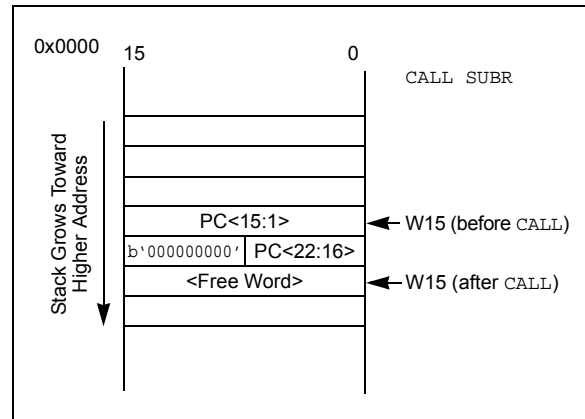 0x0000
15
0
CALL SUBR
Stack Grows Toward
Higher Address
PC<15:1>
W15 (before CALL)
b‘000000000’
PC<22:16>
<Free Word>
W15 (after CALL)